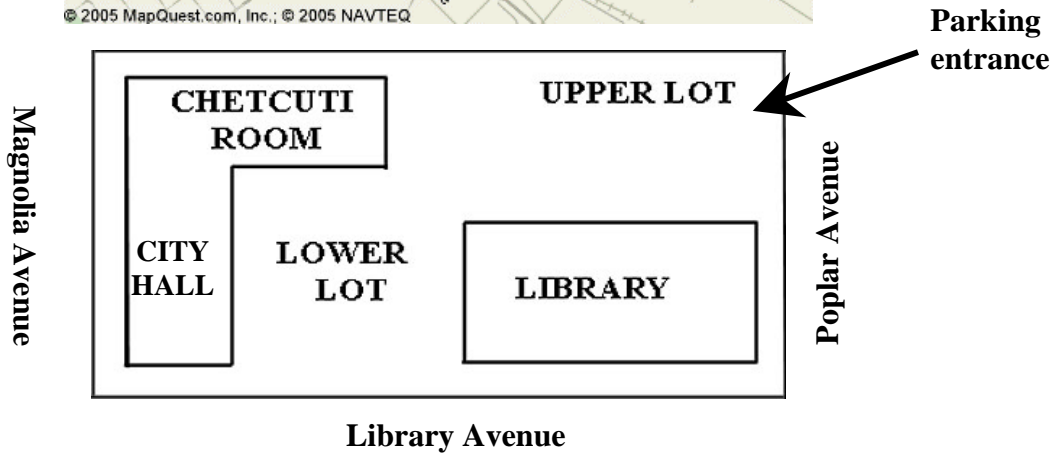 © 2005 MapQuest.com, Inc.; © 2005 NAVTEQ
Parking
entrance
CHETCUTI
ROOM
UPPER LOT
Magnolia Avenue
Poplar Avenue
CITY
HALL
LOWER
LOT
LIBRARY
Library Avenue